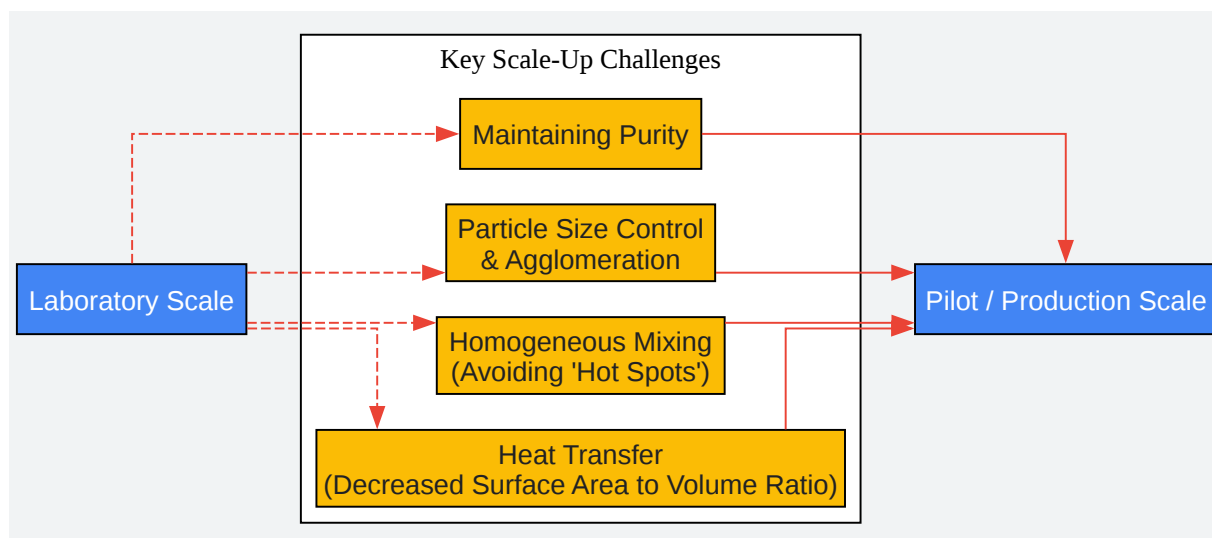 Key Scale-Up Challenges
Maintaining Purity
Particle Size Control
& Agglomeration
Laboratory Scale
Pilot / Production Scale
Homogeneous Mixing
(Avoiding 'Hot Spots')
Heat Transfer
(Decreased Surface Area to Volume Ratio)